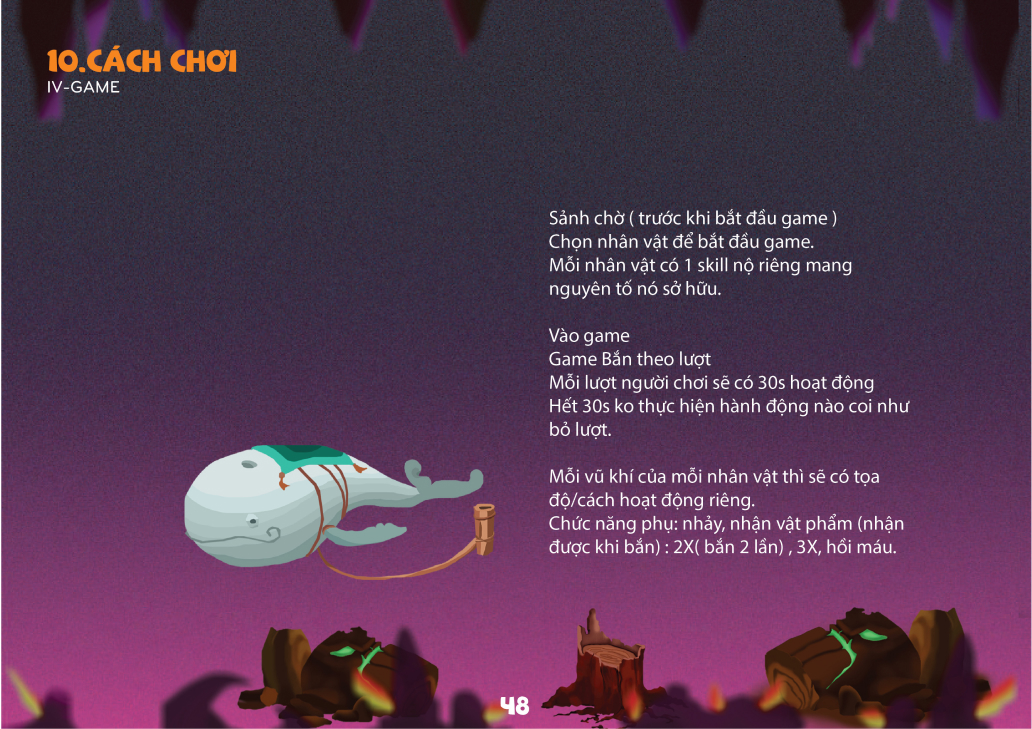 10.CÁCH CHƠI
IV-GAME
Sảnh chờ ( trước khi bắt đầu game )
Chọn nhân vật để bắt đầu game.
Mỗi nhân vật có 1 skill nộ riêng mang
nguyên tố nó sở hữu.
Vào game
Game Bắn theo lượt
Mỗi lượt người chơi sẽ có 30s hoạt động
Hết 30s ko thực hiện hành động nào coi như
bỏ lượt.
Mỗi vũ khí của mỗi nhân vật thì sẽ có tọa
độ/cách hoạt động riêng.
Chức năng phụ: nhảy, nhân vật phẩm (nhận
được khi bắn) : 2X( bắn 2 lần) , 3X, hồi máu.
48